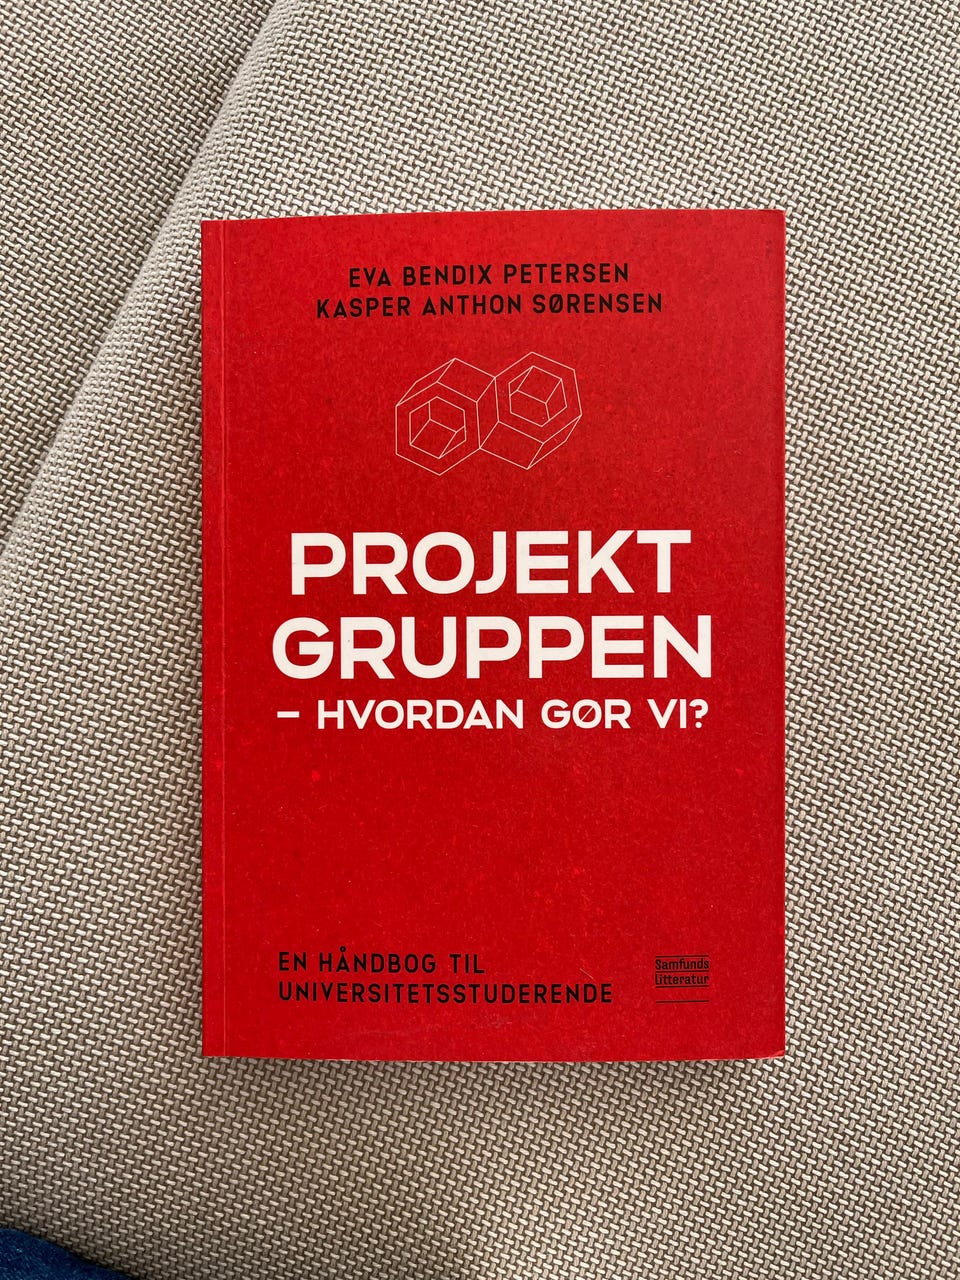 EVA BENDIX PETERSEN
KASPER ANTHON SØRENSEN
PROJEKT
GRUPPEN
– HVORDAN GØR VI?
EN HÅNDBOG TIL
UNIVERSITETSSTUDERENDE
Samfunds
litteratur